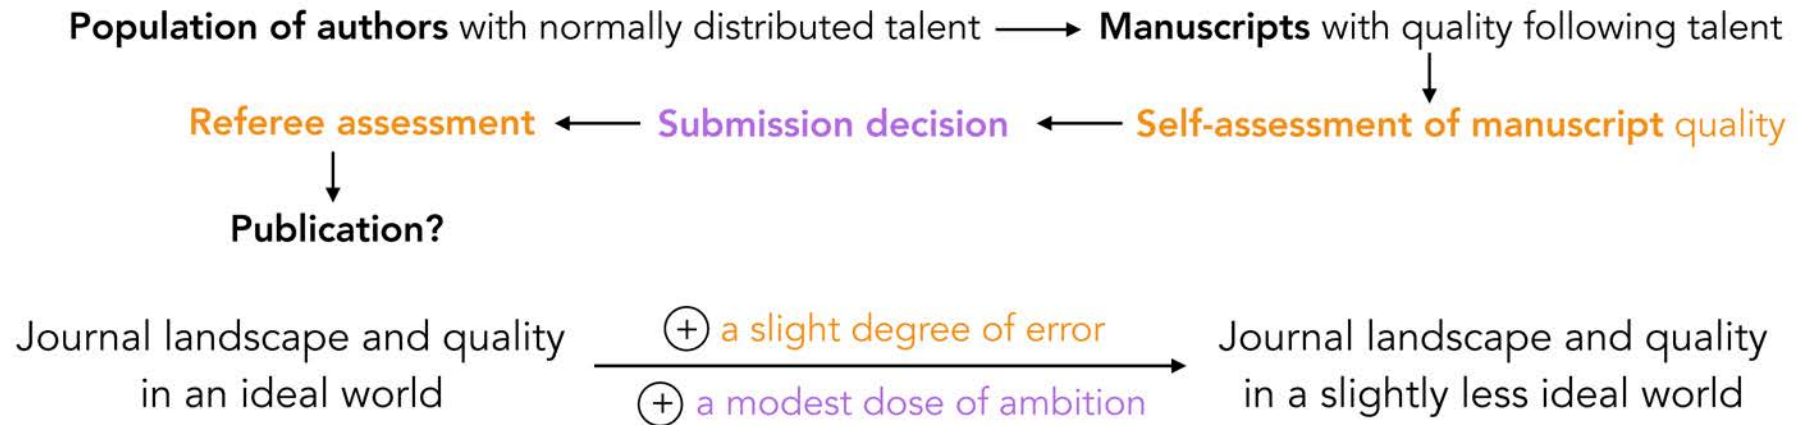 Population of authors with normally distributed talent
Manuscripts with quality following talent
Self-assessment of manuscript quality
Submission decision
Referee assessment
Publication?
Journal landscape and quality
in an ideal world
+ a slight degree of error
+ a modest dose of ambition
Journal landscape and quality
in a slightly less ideal world